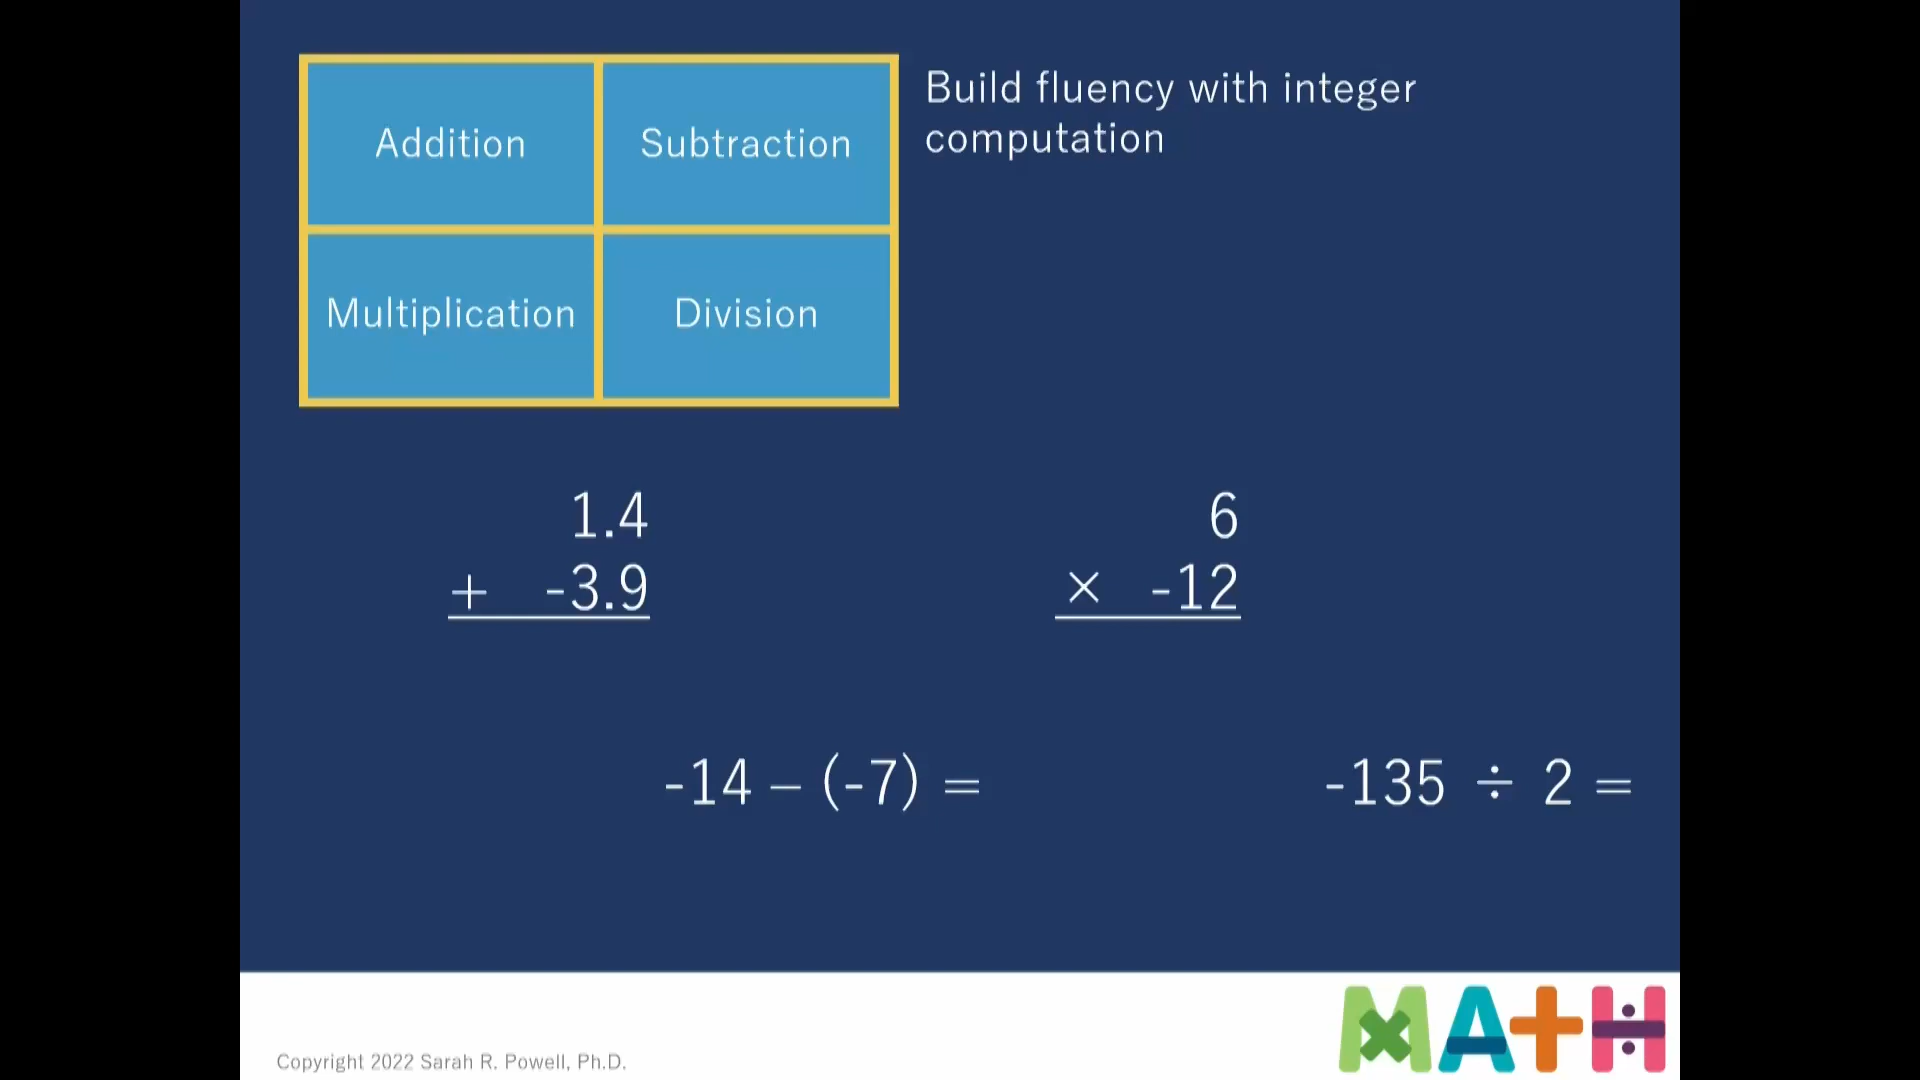 Addition
Subtraction
Multiplication
Division
Build fluency with integer
computation
1.4
+ -3.9
6
× -12
-14 – (-7) =
-135 ÷ 2 =
Copyright 2022 Sarah R. Powell, Ph.D.
MATH